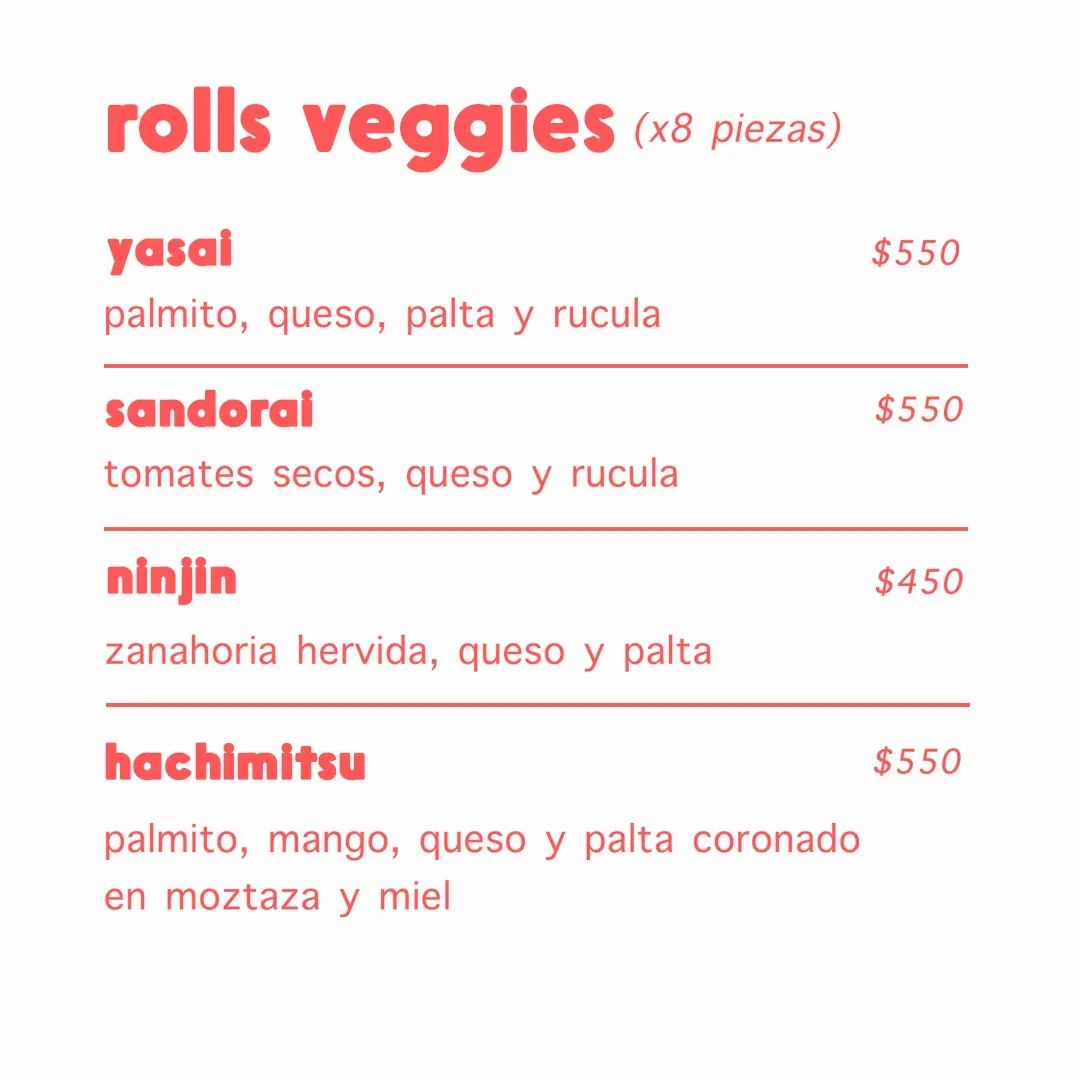 rolls veggies (x8 piezas)
yasai $550
palmito, queso, palta y rucula
sandorai $550
tomates secos, queso y rucula
ninjin $450
zanahoria hervida, queso y palta
hachimitsu $550
palmito, mango, queso y palta coronado
en moztaza y miel